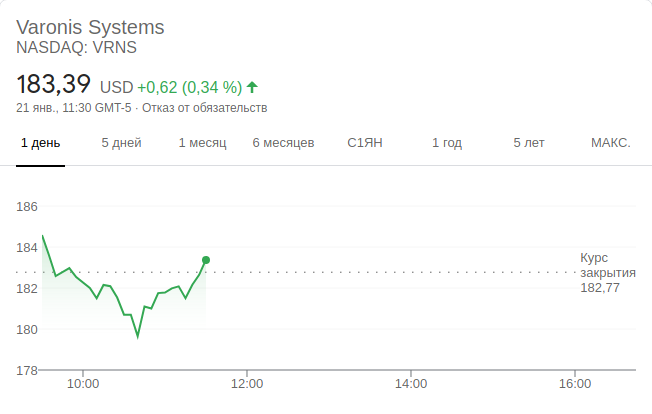 Varonis Systems
NASDAQ: VRNS
183,39 USD +0,62 (0,34 %)
21 янв., 11:30 GMT-5 · Отказ от обязательств
1 день 5 дней 1 месяц 6 месяцев С1ЯН 1 год 5 лет МАКС.
186
184
Курс
закрытия
182,77
182
180
178
10:00 12:00 14:00 16:00